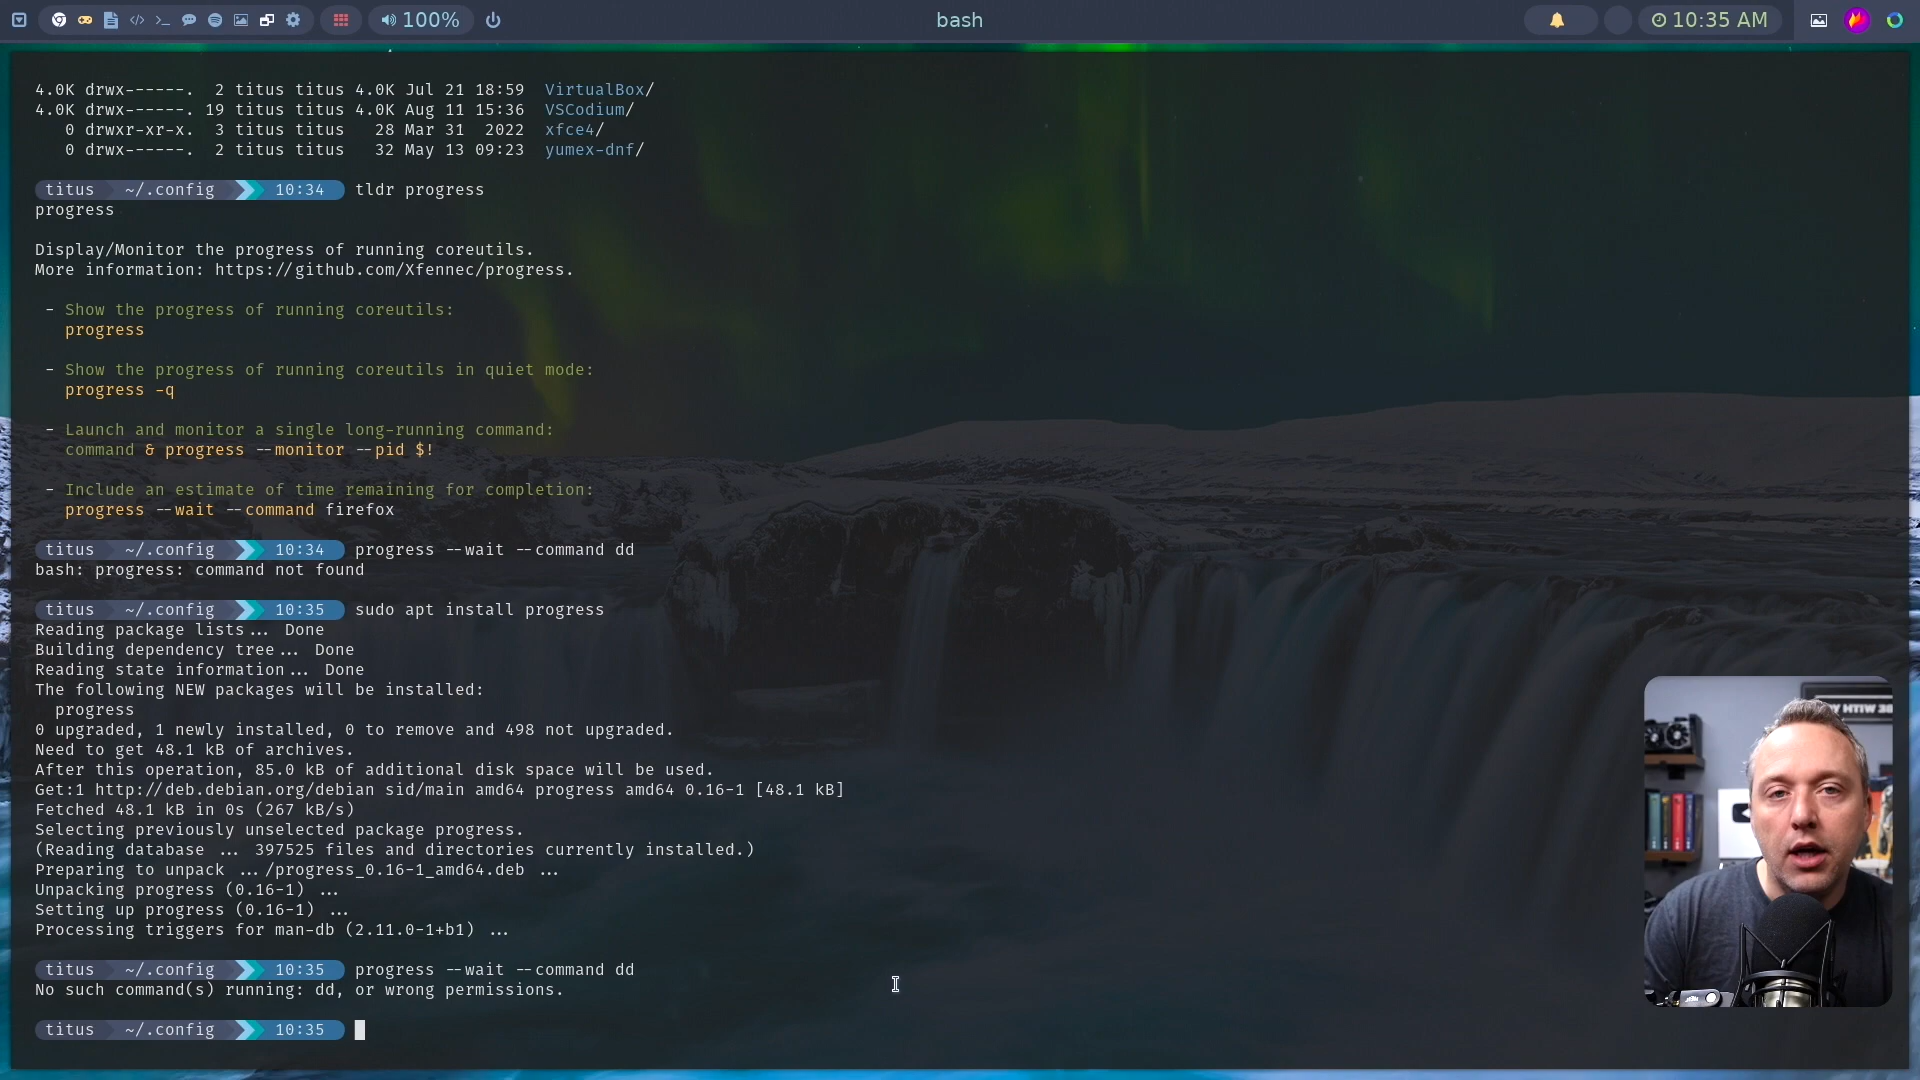 100%
bash
10:35 AM
4.0K drwx------.  2 titus titus 4.0K Jul 21 18:59  VirtualBox/
4.0K drwx------. 19 titus titus 4.0K Aug 11 15:36  VSCodium/
0 drwxr-xr-x.  3 titus titus   28 Mar 31  2022  xfce4/
0 drwx------.  2 titus titus   32 May 13 09:23  yumex-dnf/
titus ~/.config 10:34 tldr progress
progress
Display/Monitor the progress of running coreutils.
More information: https://github.com/Xfennec/progress.
- Show the progress of running coreutils:
progress
- Show the progress of running coreutils in quiet mode:
progress -q
- Launch and monitor a single long-running command:
command & progress --monitor --pid $!
- Include an estimate of time remaining for completion:
progress --wait --command firefox
titus ~/.config 10:34 progress --wait --command dd
bash: progress: command not found
titus ~/.config 10:35 sudo apt install progress
Reading package lists... Done
Building dependency tree... Done
Reading state information... Done
The following NEW packages will be installed:
progress
0 upgraded, 1 newly installed, 0 to remove and 498 not upgraded.
Need to get 48.1 kB of archives.
After this operation, 85.0 kB of additional disk space will be used.
Get:1 http://deb.debian.org/debian sid/main amd64 progress amd64 0.16-1 [48.1 kB]
Fetched 48.1 kB in 0s (267 kB/s)
Selecting previously unselected package progress.
(Reading database ... 397525 files and directories currently installed.)
Preparing to unpack .../progress_0.16-1_amd64.deb ...
Unpacking progress (0.16-1) ...
Setting up progress (0.16-1) ...
Processing triggers for man-db (2.11.0-1+b1) ...
titus ~/.config 10:35 progress --wait --command dd
No such command(s) running: dd, or wrong permissions.
titus ~/.config 10:35